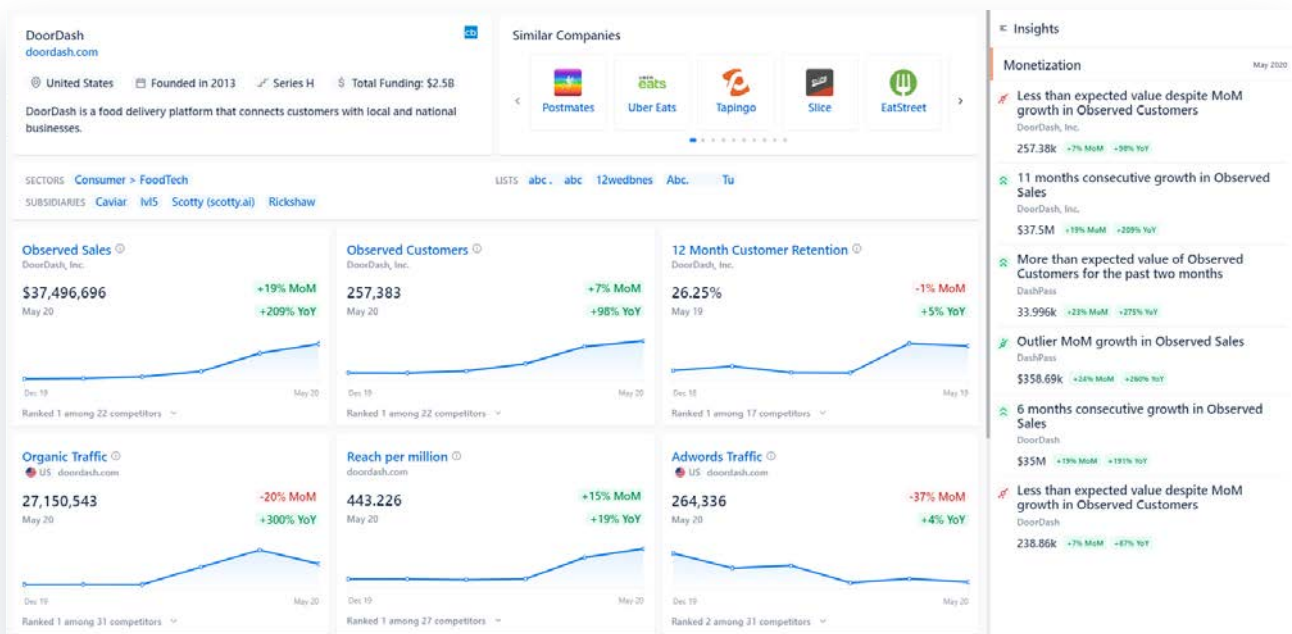 DoorDash
cb
doordash.com
United States Founded in 2013 Series H $ Total Funding: $2.5B
DoorDash is a food delivery platform that connects customers with local and national
businesses.
Similar Companies
UBER
eats
SLICE
Postmates Uber Eats Tapingo Slice EatStreet
SECTORS Consumer > FoodTech
SUBSIDIARIES Caviar lvl5 Scotty (scotty.ai) Rickshaw
LISTS abc . abc 12wedbnes Abc. Tu
Observed Sales
DoorDash, Inc.
$37,496,696
May 20
+19% MoM
+209% YoY
Dec 19 May 20
Ranked 1 among 22 competitors
Observed Customers
DoorDash, Inc.
257,383
May 20
+7% MoM
+98% YoY
Dec 19 May 20
Ranked 1 among 22 competitors
12 Month Customer Retention
DoorDash, Inc.
26.25%
May 19
-1% MoM
+5% YoY
Dec 18 May 19
Ranked 1 among 17 competitors
Organic Traffic
US doordash.com
27,150,543
May 20
-20% MoM
+300% YoY
Dec 19 May 20
Ranked 1 among 31 competitors
Reach per million
doordash.com
443.226
May 20
+15% MoM
+19% YoY
Dec 19 May 20
Ranked 1 among 27 competitors
Adwords Traffic
US doordash.com
264,336
May 20
-37% MoM
+4% YoY
Dec 19 May 20
Ranked 2 among 31 competitors
Insights
Monetization May 2020
Less than expected value despite MoM
growth in Observed Customers
DoorDash, Inc.
257.38k +7% MoM +98% YoY
11 months consecutive growth in Observed
Sales
DoorDash, Inc.
$37.5M +19% MoM +209% YoY
More than expected value of Observed
Customers for the past two months
DashPass
33.996k +23% MoM +275% YoY
Outlier MoM growth in Observed Sales
DashPass
$358.69k +24% MoM +260% YoY
6 months consecutive growth in Observed
Sales
DoorDash
$35M +19% MoM +191% YoY
Less than expected value despite MoM
growth in Observed Customers
DoorDash
238.86k +7% MoM +87% YoY